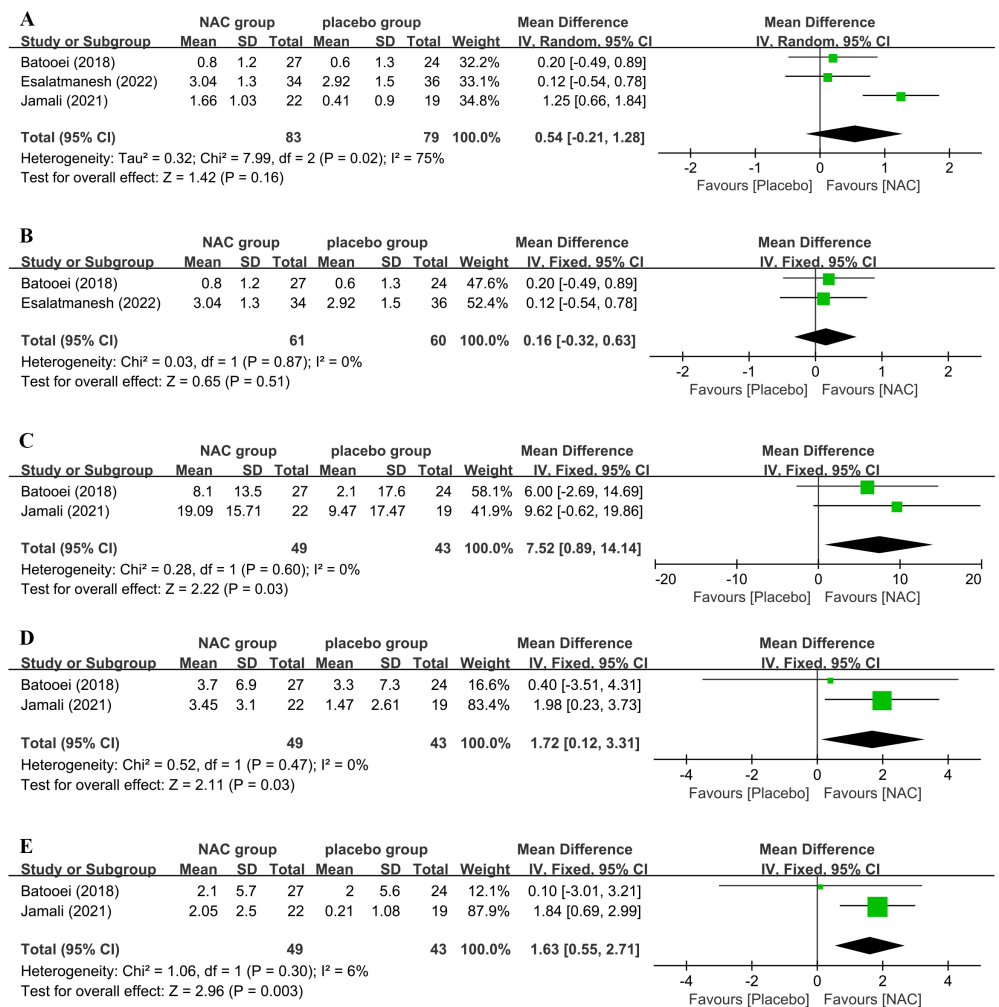 A
NAC group placebo group Mean Difference Mean Difference
Study or Subgroup Mean SD Total Mean SD Total Weight IV, Random, 95% CI IV, Random, 95% CI
Batooei (2018) 0.8 1.2 27 0.6 1.3 24 32.2% 0.20 [-0.49, 0.89]
Esalatmanesh (2022) 3.04 1.3 34 2.92 1.5 36 33.1% 0.12 [-0.54, 0.78]
Jamali (2021) 1.66 1.03 22 0.41 0.9 19 34.8% 1.25 [0.66, 1.84]
Total (95% CI) 83 79 100.0% 0.54 [-0.21, 1.28]
Heterogeneity: Tau² = 0.32; Chi² = 7.99, df = 2 (P = 0.02); I² = 75%
Test for overall effect: Z = 1.42 (P = 0.16)
-2 -1 0 1 2
Favours [Placebo] Favours [NAC]
B
NAC group placebo group Mean Difference Mean Difference
Study or Subgroup Mean SD Total Mean SD Total Weight IV, Fixed, 95% CI IV, Fixed, 95% CI
Batooei (2018) 0.8 1.2 27 0.6 1.3 24 47.6% 0.20 [-0.49, 0.89]
Esalatmanesh (2022) 3.04 1.3 34 2.92 1.5 36 52.4% 0.12 [-0.54, 0.78]
Total (95% CI) 61 60 100.0% 0.16 [-0.32, 0.63]
Heterogeneity: Chi² = 0.03, df = 1 (P = 0.87); I² = 0%
Test for overall effect: Z = 0.65 (P = 0.51)
-2 -1 0 1 2
Favours [Placebo] Favours [NAC]
C
NAC group placebo group Mean Difference Mean Difference
Study or Subgroup Mean SD Total Mean SD Total Weight IV, Fixed, 95% CI IV, Fixed, 95% CI
Batooei (2018) 8.1 13.5 27 2.1 17.6 24 58.1% 6.00 [-2.69, 14.69]
Jamali (2021) 19.09 15.71 22 9.47 17.47 19 41.9% 9.62 [-0.62, 19.86]
Total (95% CI) 49 43 100.0% 7.52 [0.89, 14.14]
Heterogeneity: Chi² = 0.28, df = 1 (P = 0.60); I² = 0%
Test for overall effect: Z = 2.22 (P = 0.03)
-20 -10 0 10 20
Favours [Placebo] Favours [NAC]
D
NAC group placebo group Mean Difference Mean Difference
Study or Subgroup Mean SD Total Mean SD Total Weight IV, Fixed, 95% CI IV, Fixed, 95% CI
Batooei (2018) 3.7 6.9 27 3.3 7.3 24 16.6% 0.40 [-3.51, 4.31]
Jamali (2021) 3.45 3.1 22 1.47 2.61 19 83.4% 1.98 [0.23, 3.73]
Total (95% CI) 49 43 100.0% 1.72 [0.12, 3.31]
Heterogeneity: Chi² = 0.52, df = 1 (P = 0.47); I² = 0%
Test for overall effect: Z = 2.11 (P = 0.03)
-4 -2 0 2 4
Favours [Placebo] Favours [NAC]
E
NAC group placebo group Mean Difference Mean Difference
Study or Subgroup Mean SD Total Mean SD Total Weight IV, Fixed, 95% CI IV, Fixed, 95% CI
Batooei (2018) 2.1 5.7 27 2 5.6 24 12.1% 0.10 [-3.01, 3.21]
Jamali (2021) 2.05 2.5 22 0.21 1.08 19 87.9% 1.84 [0.69, 2.99]
Total (95% CI) 49 43 100.0% 1.63 [0.55, 2.71]
Heterogeneity: Chi² = 1.06, df = 1 (P = 0.30); I² = 6%
Test for overall effect: Z = 2.96 (P = 0.003)
-4 -2 0 2 4
Favours [Placebo] Favours [NAC]